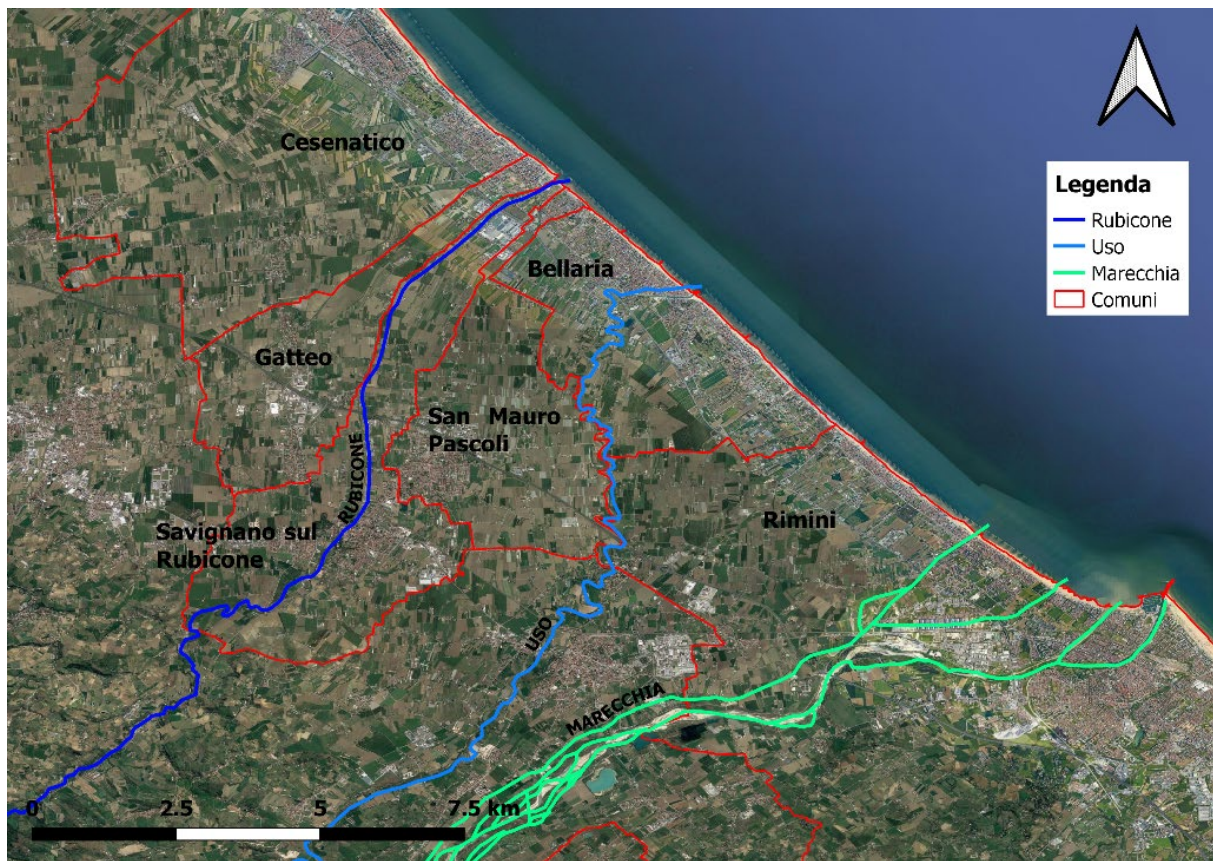 Cesenatico
Legenda
Rubicone
Uso
Marecchia
Comuni
Bellaria
Gatteo
San Mauro
Pascoli
RUBICONE
Savignano sul
Rubicone
Rimini
USO
MARECCHIA
0 2.5 5 7.5 km